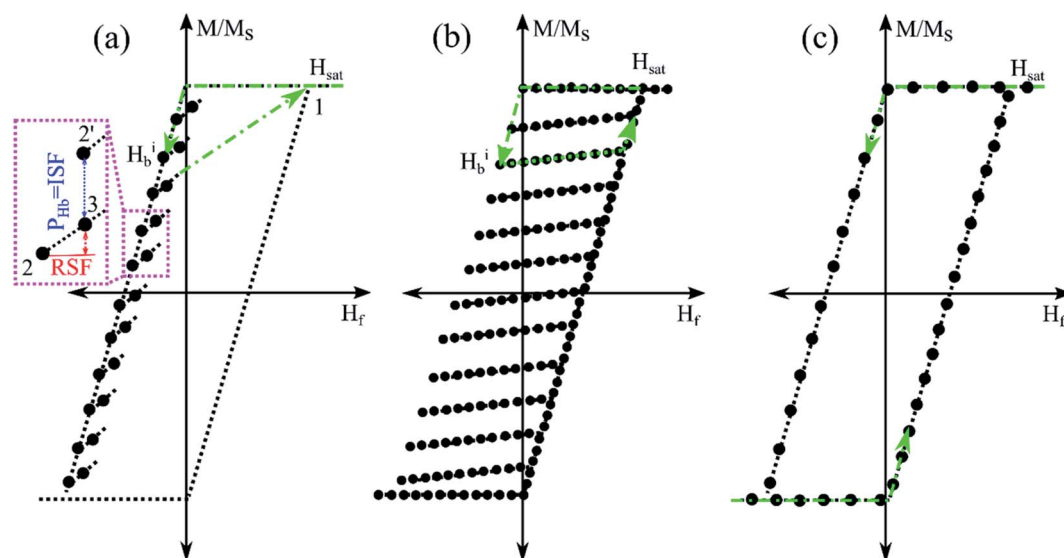 (a)
M/M_S
H_sat
1
H_b^i
2'
P_Hb=ISF
3
2
RSF
H_f
(b)
M/M_S
H_sat
H_b^i
H_f
(c)
M/M_S
H_sat
H_f